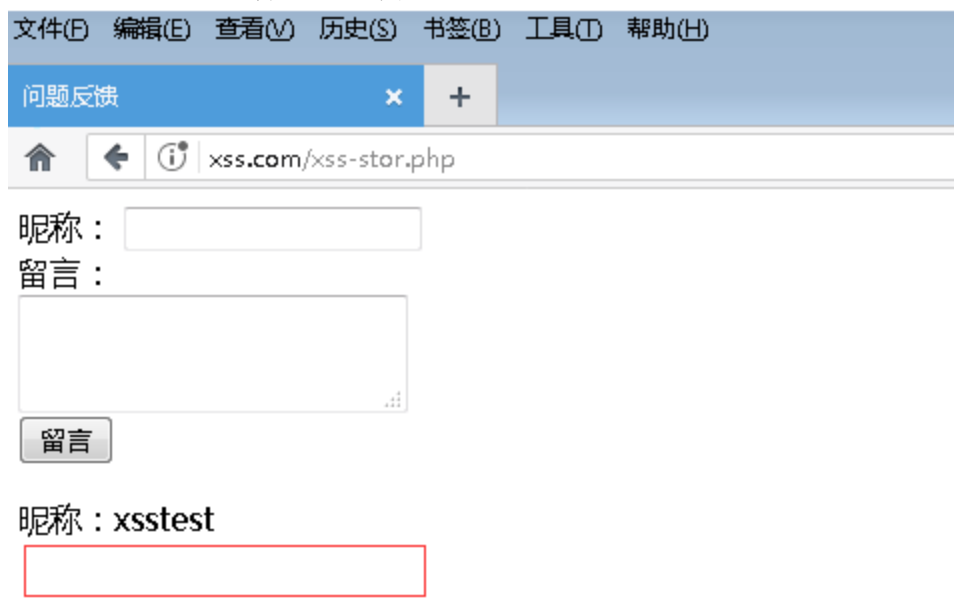 文件(F) 编辑(E) 查看(V) 历史(S) 书签(B) 工具(T) 帮助(H)
问题反馈 × +
xss.com/xss-stor.php
昵称：
留言：
留言
昵称：xsstest